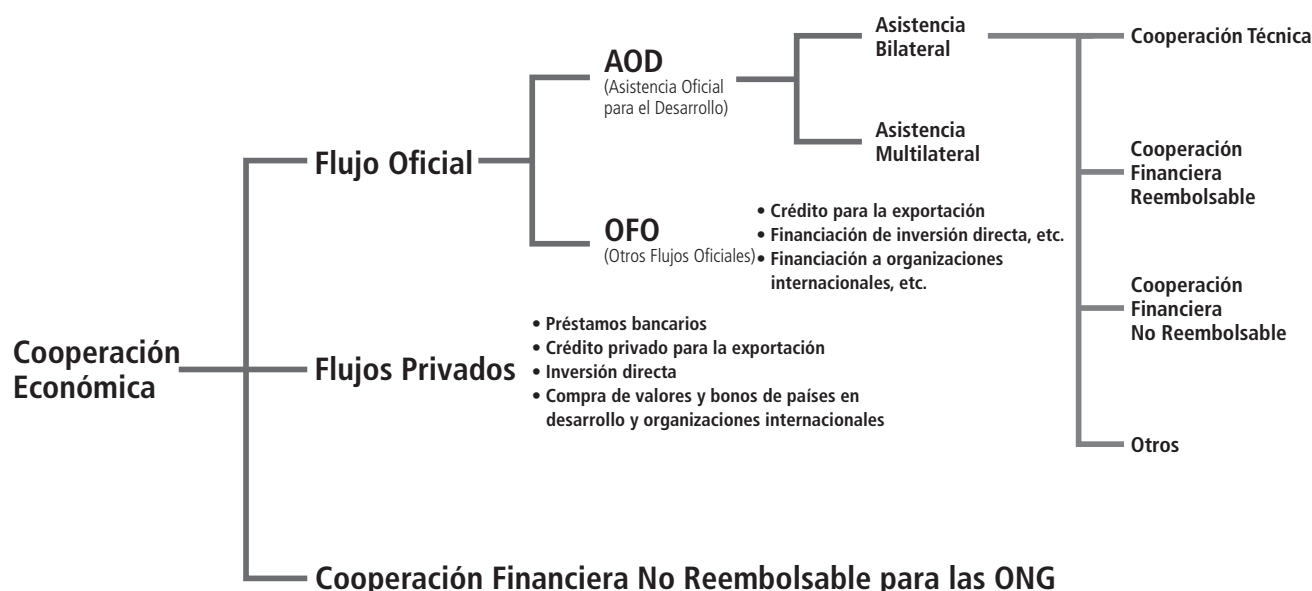 Cooperación
Económica
Flujo Oficial
AOD
(Asistencia Oficial
para el Desarrollo)
Asistencia
Bilateral
Cooperación Técnica
Cooperación
Financiera
Reembolsable
Cooperación
Financiera
No Reembolsable
Otros
Asistencia
Multilateral
OFO
(Otros Flujos Oficiales)
• Crédito para la exportación
• Financiación de inversión directa, etc.
• Financiación a organizaciones
internacionales, etc.
Flujos Privados
• Préstamos bancarios
• Crédito privado para la exportación
• Inversión directa
• Compra de valores y bonos de países en
desarrollo y organizaciones internacionales
Cooperación Financiera No Reembolsable para las ONG